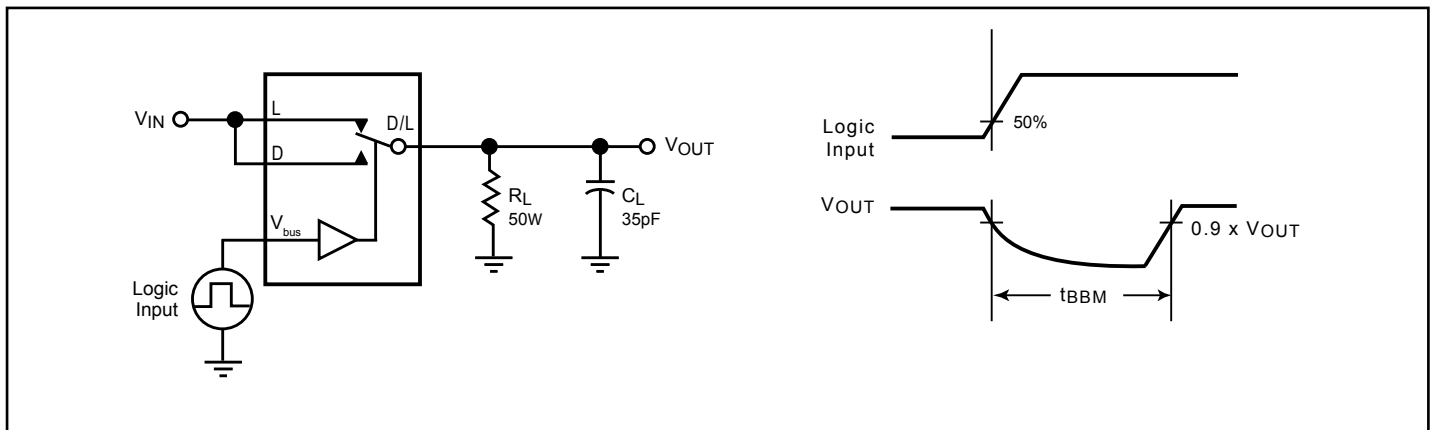 VIN
L
D/L
D
VOUT
RL
50W
CL
35pF
Vbus
Logic
Input
Logic
Input
50%
VOUT
0.9 x VOUT
tBBM